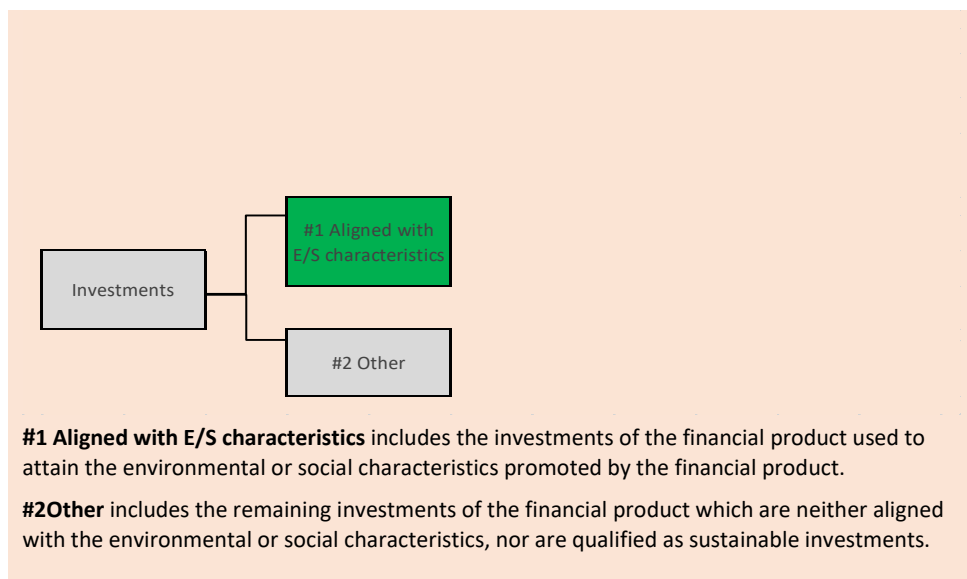 #1 Aligned with
E/S characteristics
Investments
#2 Other
#1 Aligned with E/S characteristics includes the investments of the financial product used to
attain the environmental or social characteristics promoted by the financial product.
#2Other includes the remaining investments of the financial product which are neither aligned
with the environmental or social characteristics, nor are qualified as sustainable investments.